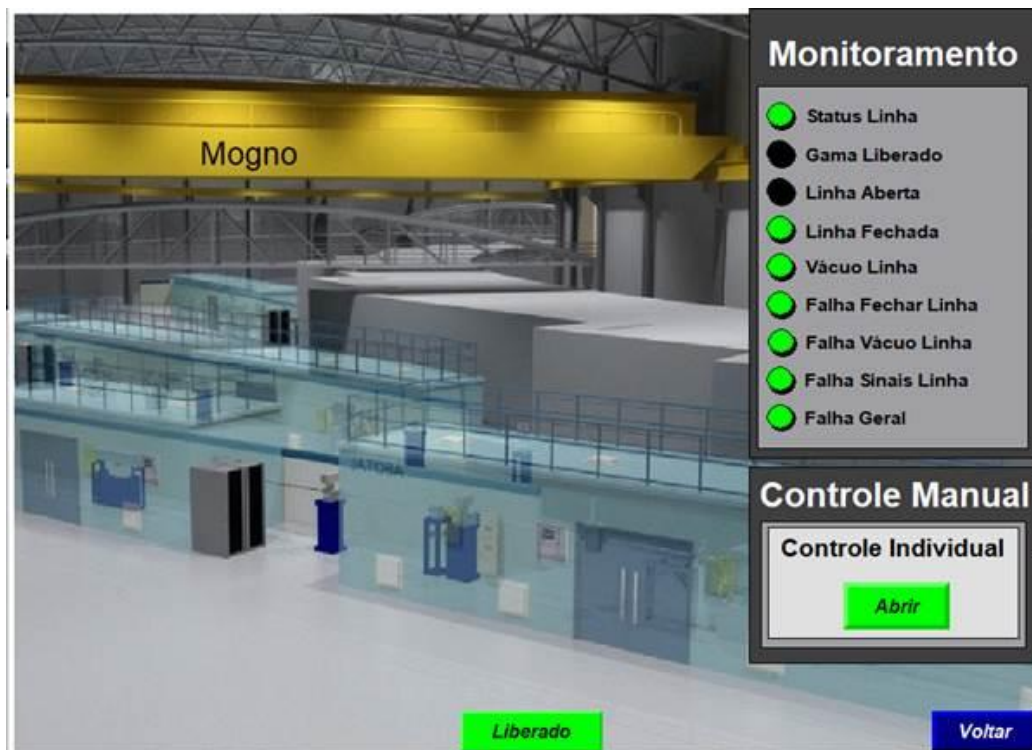 Monitoramento
Status Linha
Gama Liberado
Linha Aberta
Linha Fechada
Vácuo Linha
Falha Fechar Linha
Falha Vácuo Linha
Falha Sinais Linha
Falha Geral
Mogno
Controle Manual
Controle Individual
Abrir
Liberado
Voltar